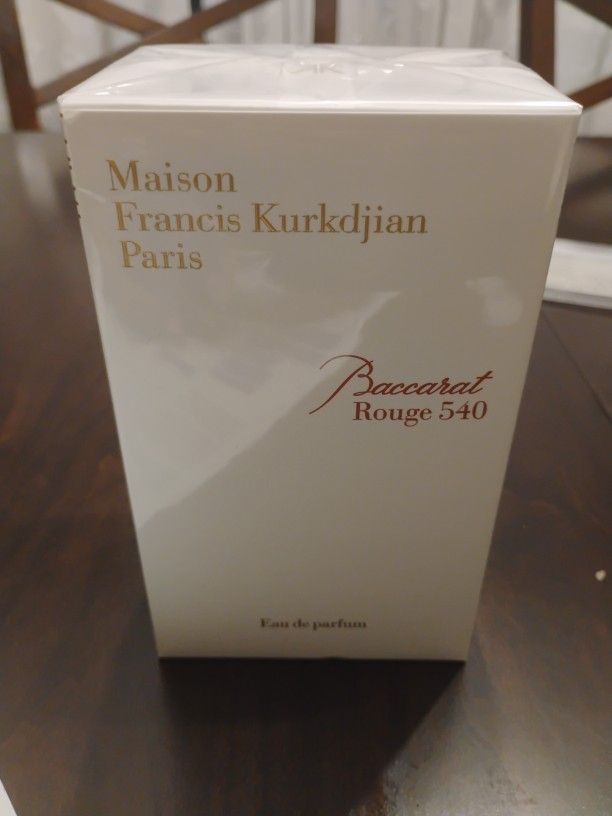 Maison
Francis Kurkdjian
Paris
Baccarat
Rouge 540
Eau de parfum